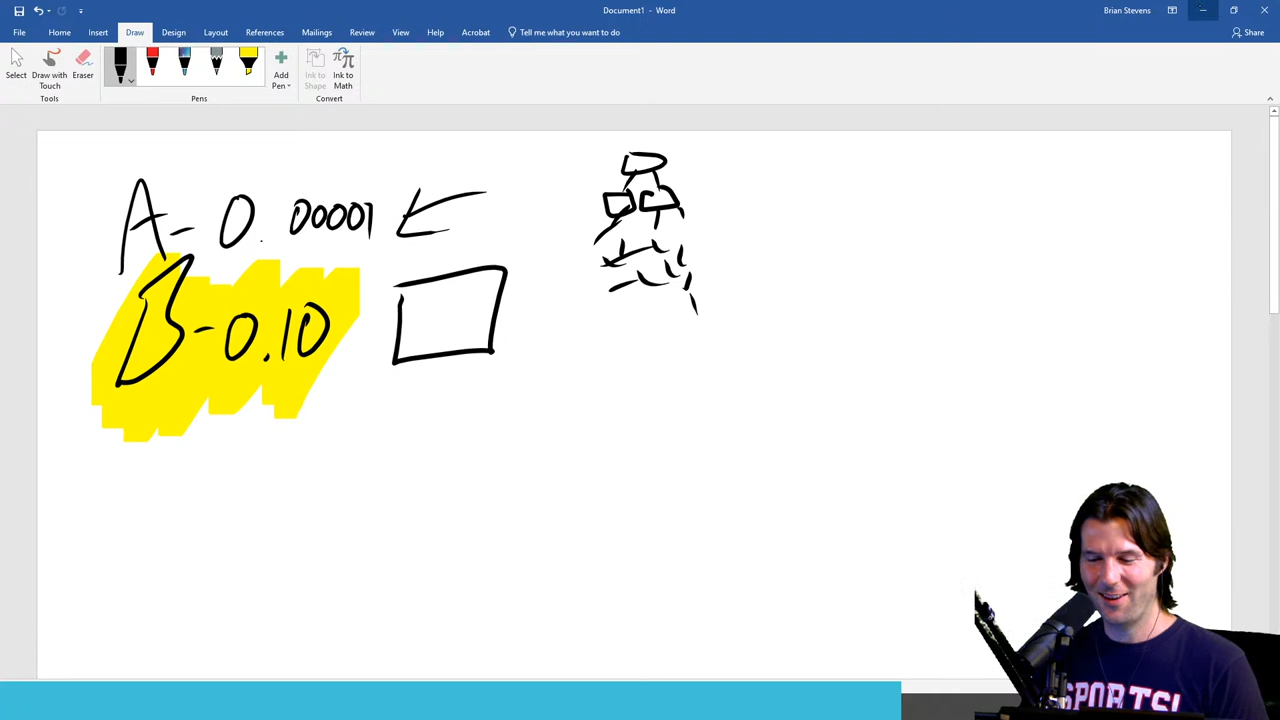 Document1 - Word
Brian Stevens
File Home Insert Draw Design Layout References Mailings Review View Help Acrobat Tell me what you want to do Share
Select
Draw with
Touch
Eraser
Add
Pen
Ink to
Shape
Ink to
Math
Tools
Pens
Convert
A- 0.00001
B-0.10
SPORTS!